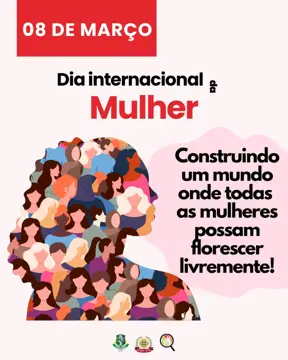 08 DE MARÇO
Dia internacional da
Mulher
Construindo
um mundo
onde todas
as mulheres
possam
florescer
livremente!